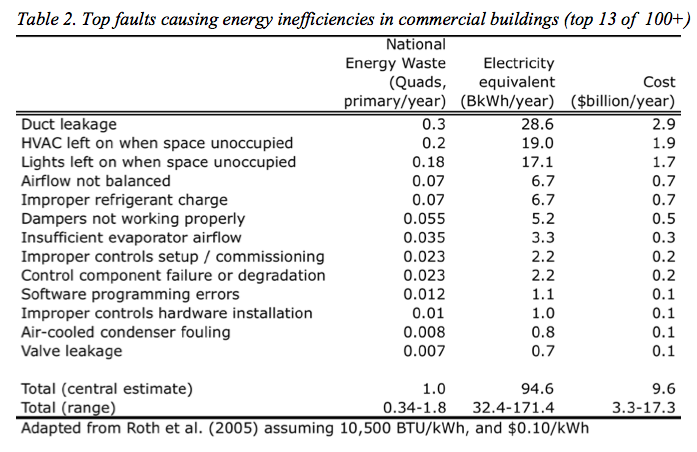 Table 2. Top faults causing energy inefficiencies in commercial buildings (top 13 of 100+)
National
Energy Waste Electricity
(Quads, equivalent Cost
primary/year) (BkWh/year) ($billion/year)
Duct leakage 0.3 28.6 2.9
HVAC left on when space unoccupied 0.2 19.0 1.9
Lights left on when space unoccupied 0.18 17.1 1.7
Airflow not balanced 0.07 6.7 0.7
Improper refrigerant charge 0.07 6.7 0.7
Dampers not working properly 0.055 5.2 0.5
Insufficient evaporator airflow 0.035 3.3 0.3
Improper controls setup / commissioning 0.023 2.2 0.2
Control component failure or degradation 0.023 2.2 0.2
Software programming errors 0.012 1.1 0.1
Improper controls hardware installation 0.01 1.0 0.1
Air-cooled condenser fouling 0.008 0.8 0.1
Valve leakage 0.007 0.7 0.1
Total (central estimate) 1.0 94.6 9.6
Total (range) 0.34-1.8 32.4-171.4 3.3-17.3
Adapted from Roth et al. (2005) assuming 10,500 BTU/kWh, and $0.10/kWh